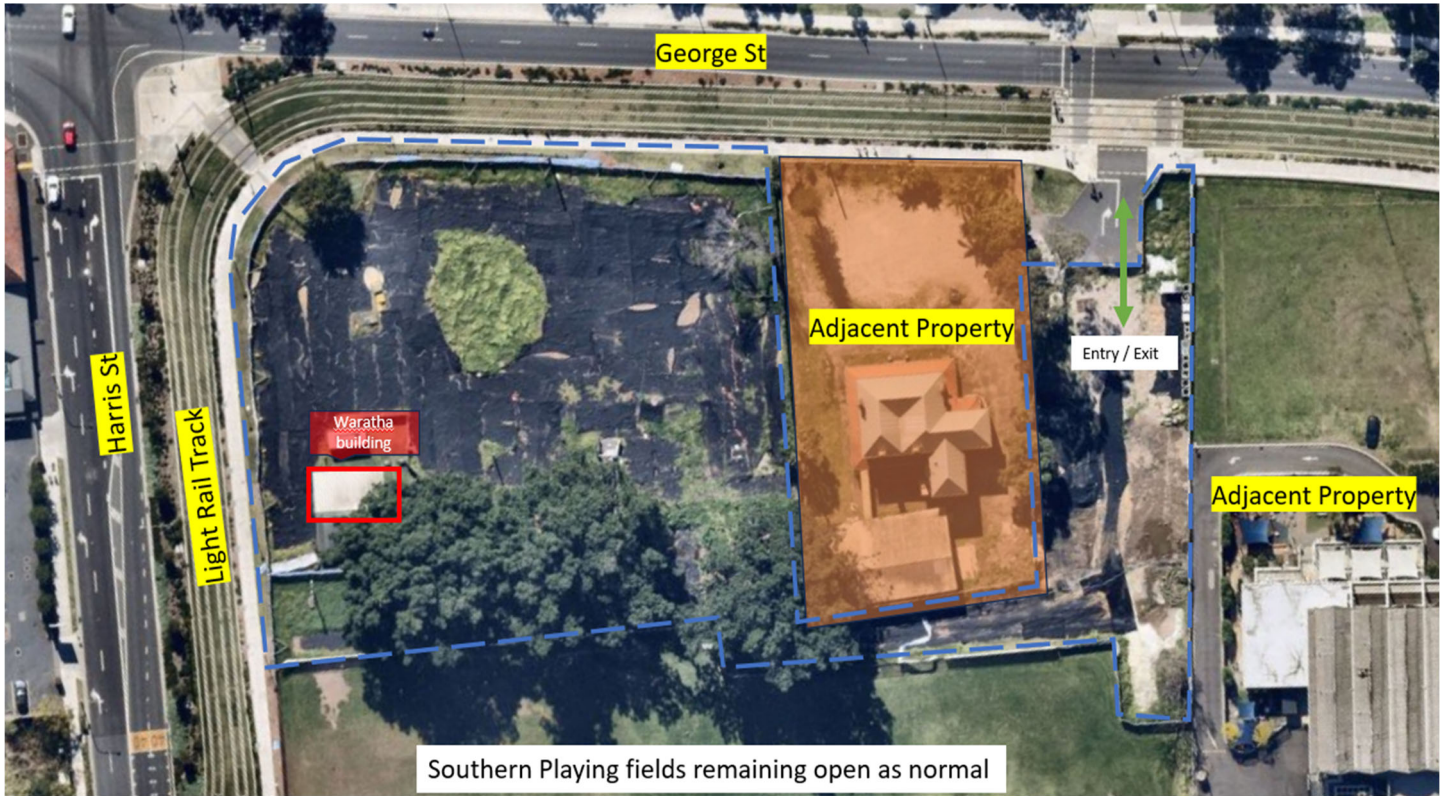 George St
Adjacent Property
Entry / Exit
Harris St
Light Rail Track
Waratha
building
Adjacent Property
Southern Playing fields remaining open as normal